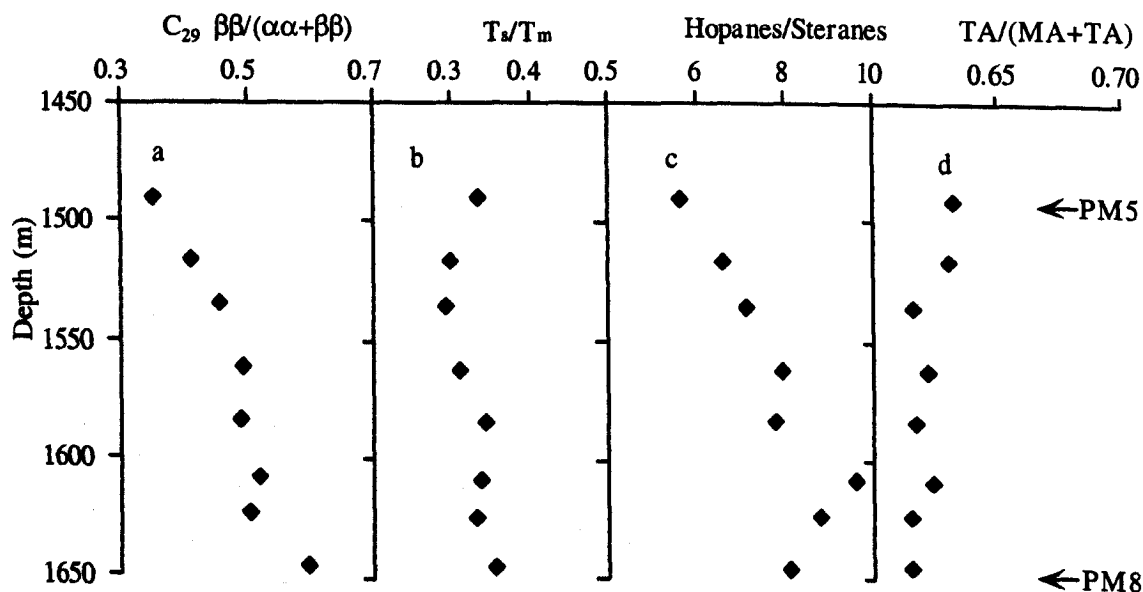 C₂₉ ββ/(αα+ββ) Tₛ/Tₘ Hopanes/Steranes TA/(MA+TA)
0.3 0.5 0.7 0.3 0.4 0.5 6 8 10 0.65 0.70
1450
a b c d
1500
PM5
Depth (m)
1550
1600
1650
PM8